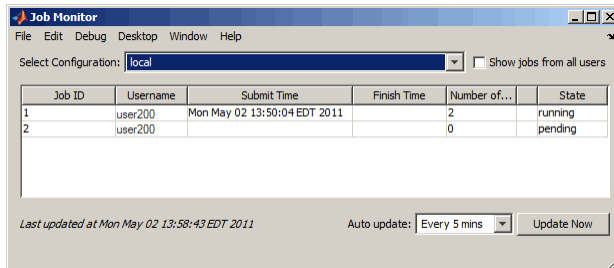 Job Monitor
File Edit Debug Desktop Window Help
Select Configuration: local Show jobs from all users
Job ID Username Submit Time Finish Time Number of... State
1 user200 Mon May 02 13:50:04 EDT 2011 2 running
2 user200 0 pending
Last updated at Mon May 02 13:58:43 EDT 2011 Auto update: Every 5 mins Update Now